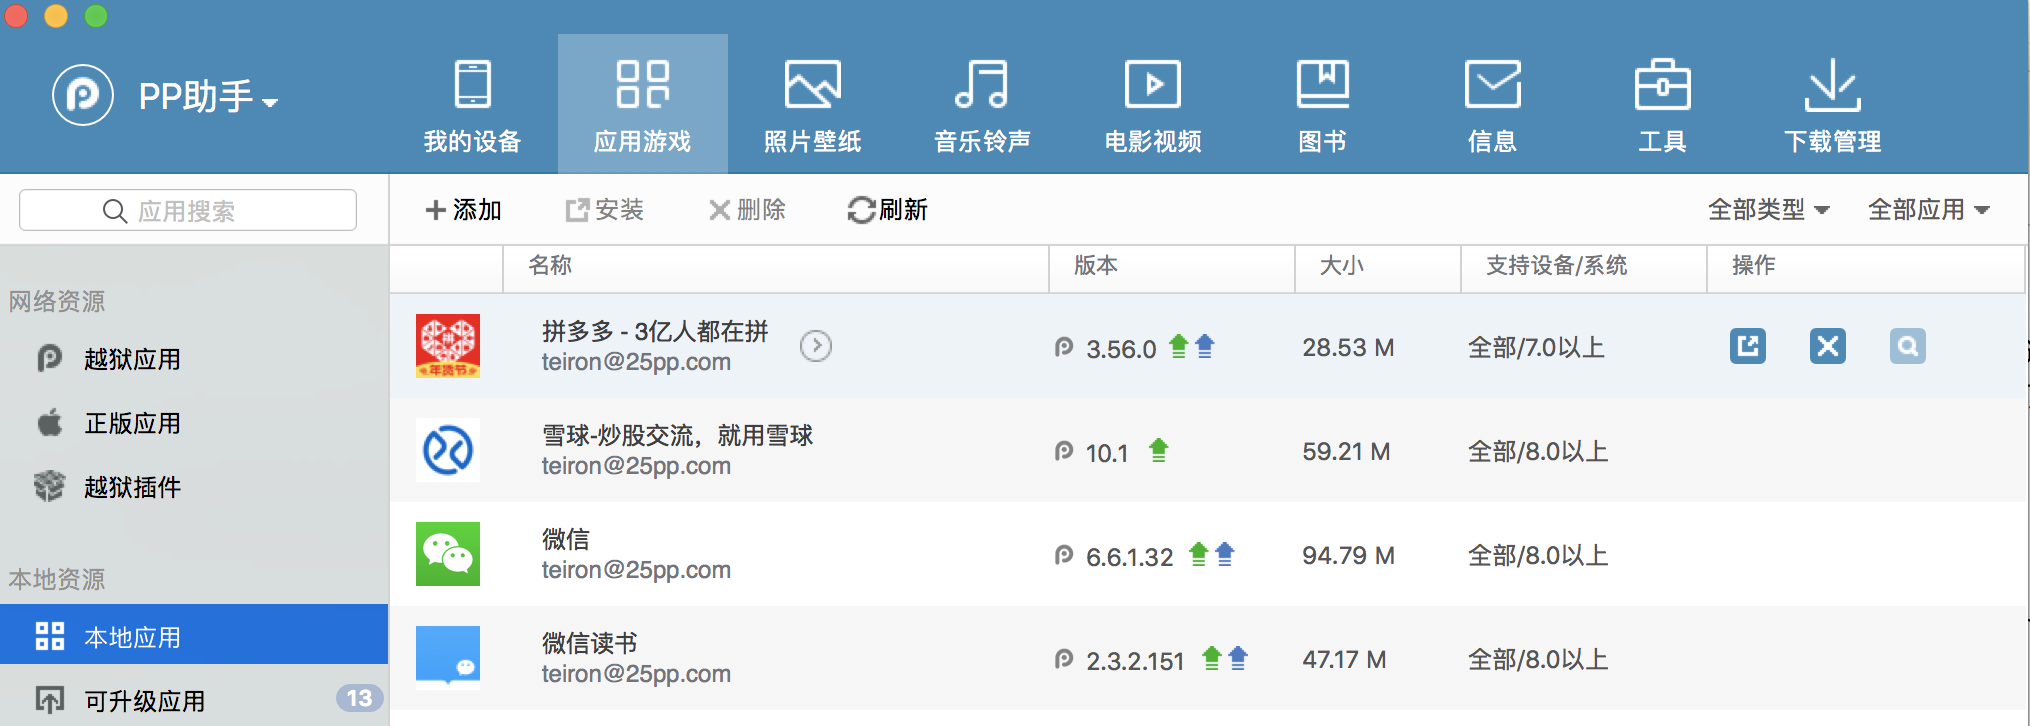 PP助手
我的设备
应用游戏
照片壁纸
音乐铃声
电影视频
图书
信息
工具
下载管理
应用搜索
添加
安装
删除
刷新
全部类型
全部应用
网络资源
越狱应用
正版应用
越狱插件
本地资源
本地应用
可升级应用
13
名称
版本
大小
支持设备/系统
操作
拼
年货节
拼多多 - 3亿人都在拼
teiron@25pp.com
3.56.0
28.53 M
全部/7.0以上
雪球-炒股交流，就用雪球
teiron@25pp.com
10.1
59.21 M
全部/8.0以上
微信
teiron@25pp.com
6.6.1.32
94.79 M
全部/8.0以上
微信读书
teiron@25pp.com
2.3.2.151
47.17 M
全部/8.0以上